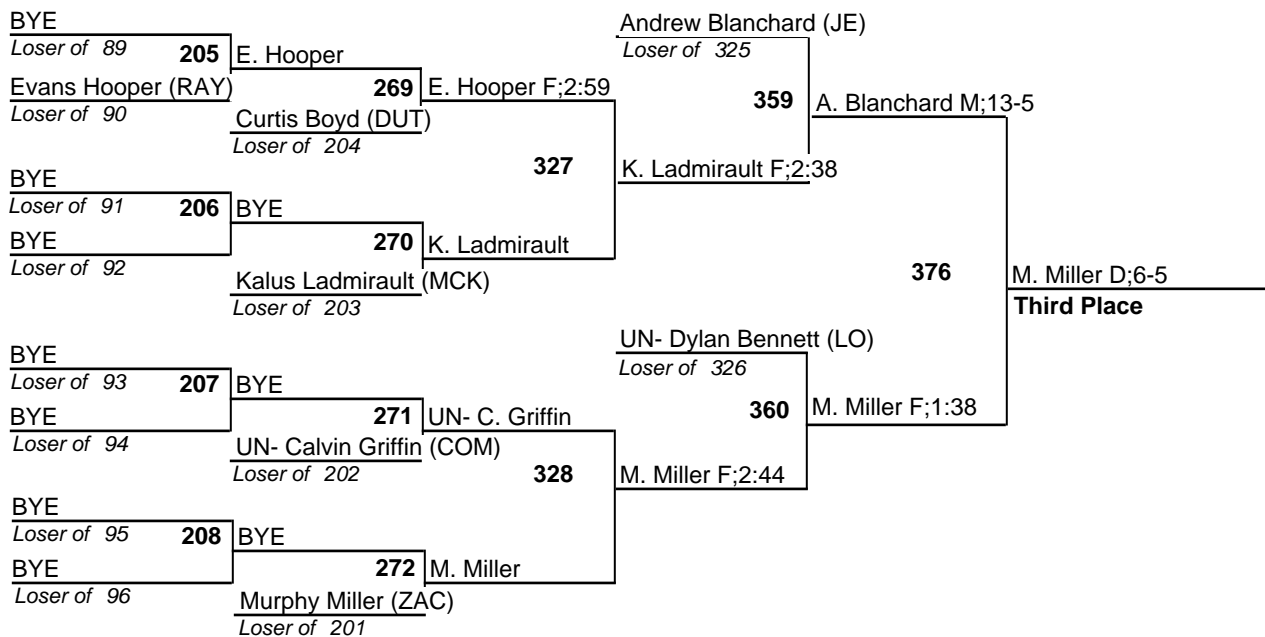 BYE
Loser of 89
205
E. Hooper
Evans Hooper (RAY)
Loser of 90
269
E. Hooper F;2:59
Curtis Boyd (DUT)
Loser of 204
327
BYE
Loser of 91
206
BYE
BYE
Loser of 92
270
K. Ladmirault
Kalus Ladmirault (MCK)
Loser of 203
Andrew Blanchard (JE)
Loser of 325
359
A. Blanchard M;13-5
K. Ladmirault F;2:38
376
M. Miller D;6-5
Third Place
BYE
Loser of 93
207
BYE
BYE
Loser of 94
271
UN- C. Griffin
UN- Calvin Griffin (COM)
Loser of 202
328
BYE
Loser of 95
208
BYE
BYE
Loser of 96
272
M. Miller
Murphy Miller (ZAC)
Loser of 201
UN- Dylan Bennett (LO)
Loser of 326
360
M. Miller F;1:38
M. Miller F;2:44